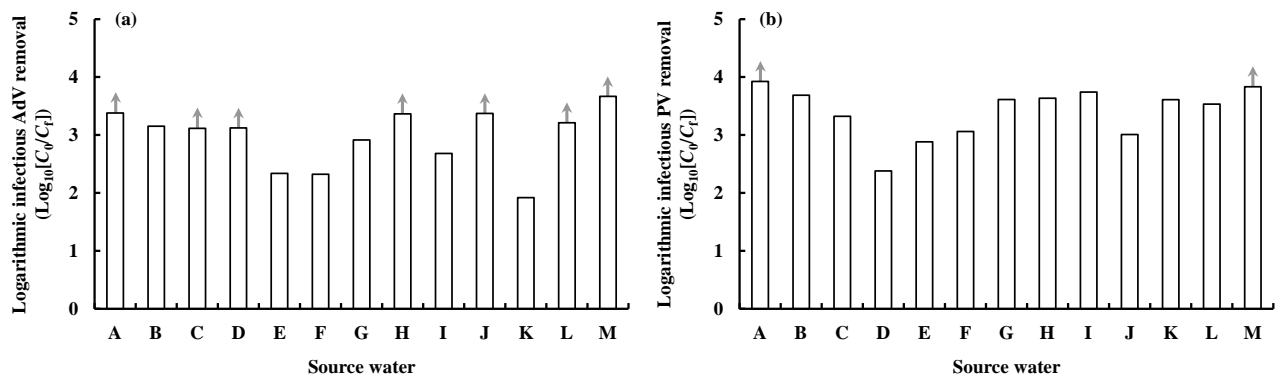 (a)
Logarithmic infectious AdV removal
(Log10[C0/Cf])
5
4
3
2
1
0
A B C D E F G H I J K L M
Source water
(b)
Logarithmic infectious PV removal
(Log10[C0/Cf])
5
4
3
2
1
0
A B C D E F G H I J K L M
Source water